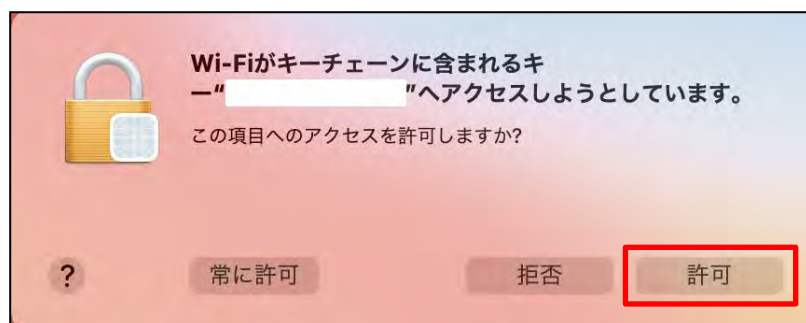 Wi-Fiがキーチェーンに含まれるキ
ー“ ”へアクセスしようとしています。
この項目へのアクセスを許可しますか?
? 常に許可 拒否 許可